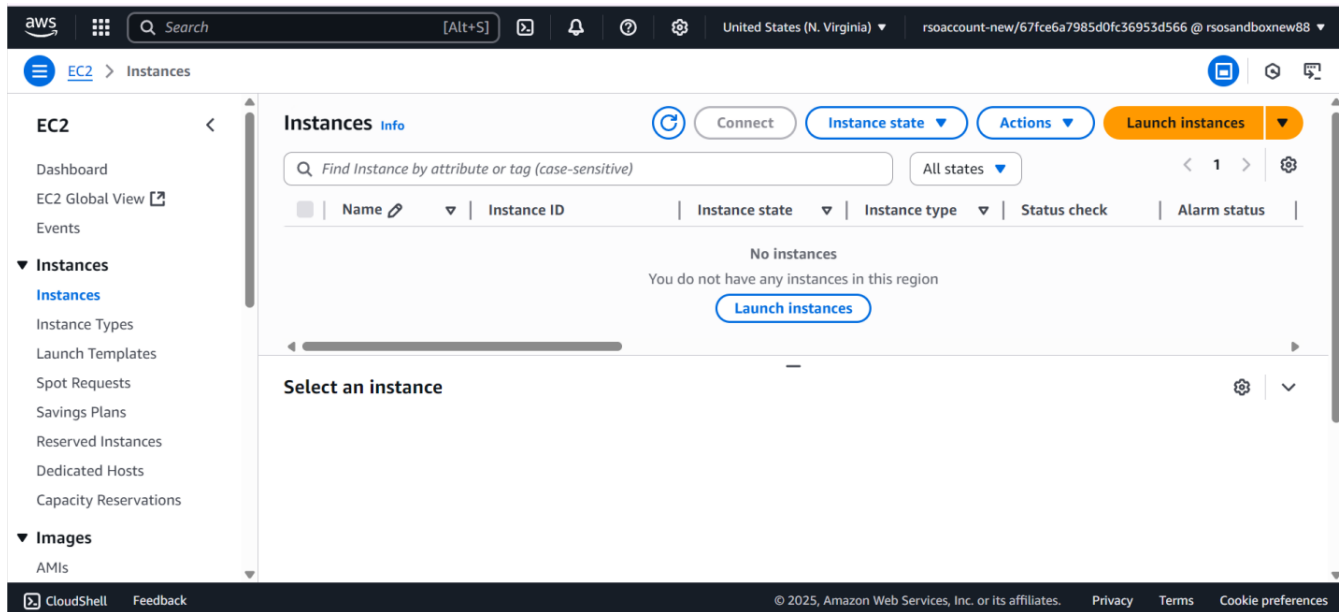 aws Search [Alt+S] United States (N. Virginia) rsoaccount-new/67fce6a7985d0fc36953d566 @ rsosandboxnew88
EC2 > Instances
EC2
Dashboard
EC2 Global View
Events
Instances
Instances
Instance Types
Launch Templates
Spot Requests
Savings Plans
Reserved Instances
Dedicated Hosts
Capacity Reservations
Images
AMIs
Instances Info Connect Instance state Actions Launch instances
Find Instance by attribute or tag (case-sensitive) All states 1
Name Instance ID Instance state Instance type Status check Alarm status
No instances
You do not have any instances in this region
Launch instances
Select an instance
CloudShell Feedback © 2025, Amazon Web Services, Inc. or its affiliates. Privacy Terms Cookie preferences